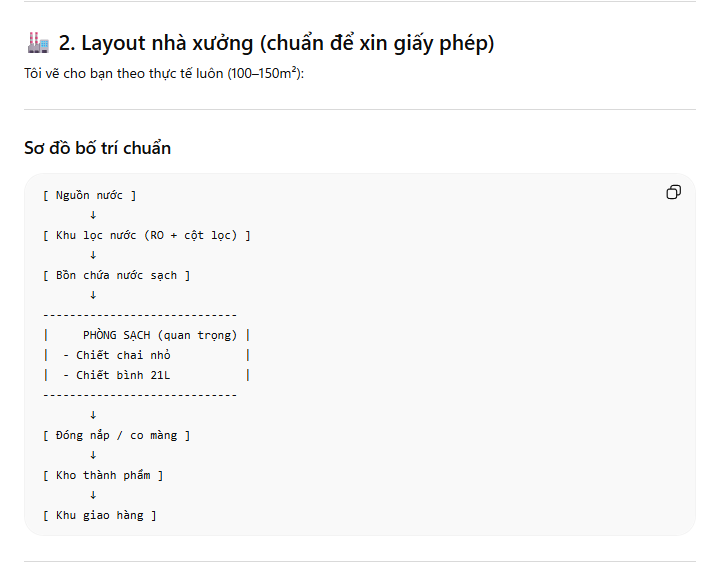 🏭 2. Layout nhà xưởng (chuẩn để xin giấy phép)
Tôi vẽ cho bạn theo thực tế luôn (100–150m²):
Sơ đồ bố trí chuẩn
[ Nguồn nước ]
↓
[ Khu lọc nước (RO + cột lọc) ]
↓
[ Bồn chứa nước sạch ]
↓
------------------------------
|     PHÒNG SẠCH (quan trọng) |
|  - Chiết chai nhỏ            |
|  - Chiết bình 21L            |
------------------------------
↓
[ Đóng nắp / co màng ]
↓
[ Kho thành phẩm ]
↓
[ Khu giao hàng ]